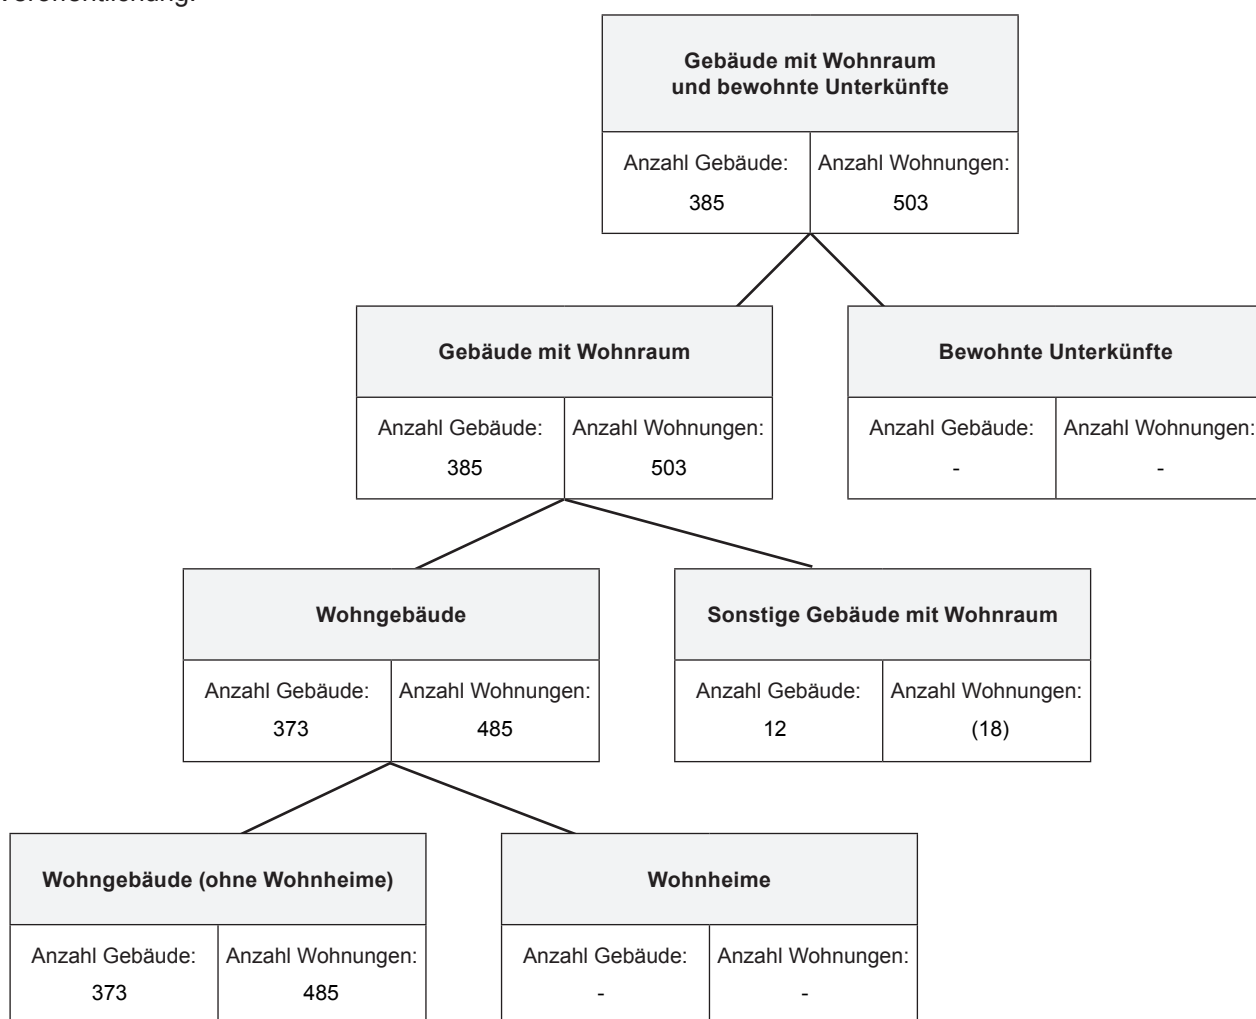 Veröffentlichung.
Gebäude mit Wohnraum
und bewohnte Unterkünfte
Anzahl Gebäude: Anzahl Wohnungen:
385 503
Gebäude mit Wohnraum Bewohnte Unterkünfte
Anzahl Gebäude: Anzahl Wohnungen: Anzahl Gebäude: Anzahl Wohnungen:
385 503 - -
Wohngebäude Sonstige Gebäude mit Wohnraum
Anzahl Gebäude: Anzahl Wohnungen: Anzahl Gebäude: Anzahl Wohnungen:
373 485 12 (18)
Wohngebäude (ohne Wohnheime) Wohnheime
Anzahl Gebäude: Anzahl Wohnungen: Anzahl Gebäude: Anzahl Wohnungen:
373 485 - -